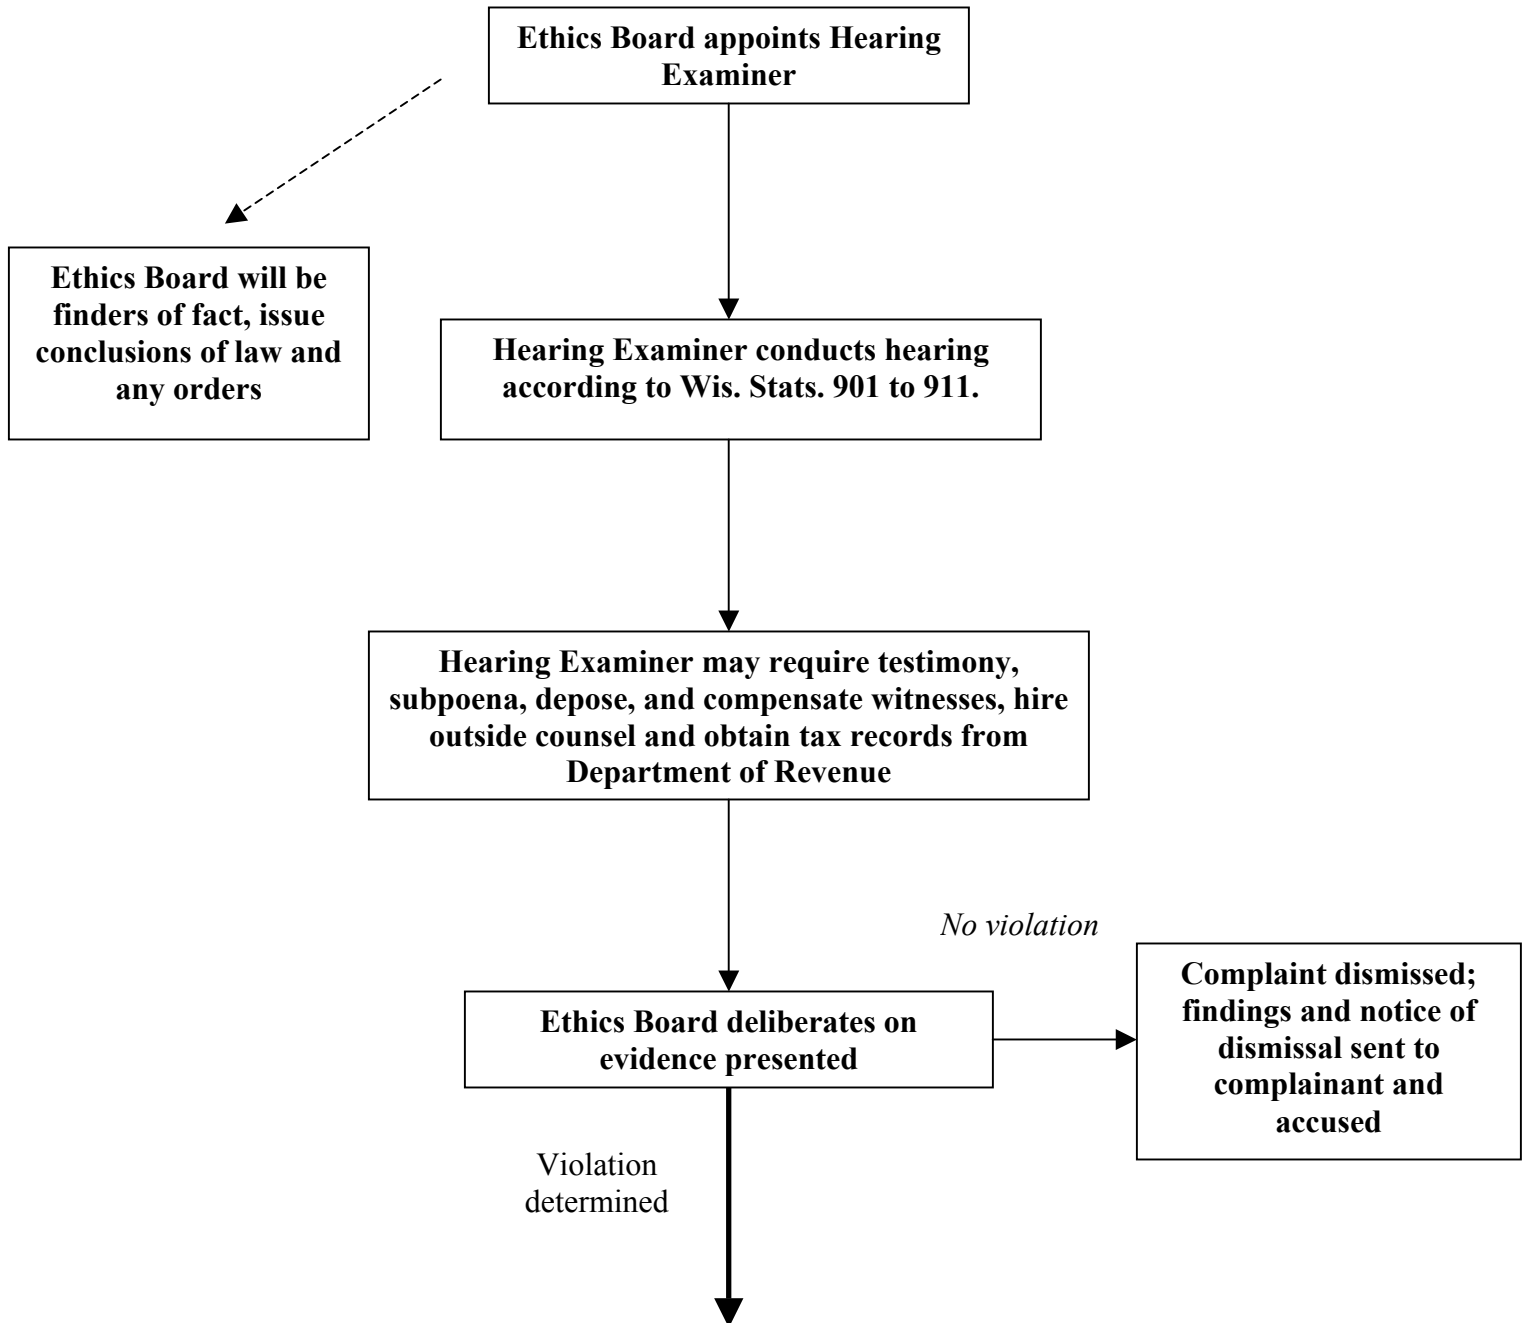 Ethics Board appoints Hearing
Examiner
Ethics Board will be
finders of fact, issue
conclusions of law and
any orders
Hearing Examiner conducts hearing
according to Wis. Stats. 901 to 911.
Hearing Examiner may require testimony,
subpoena, depose, and compensate witnesses, hire
outside counsel and obtain tax records from
Department of Revenue
No violation
Ethics Board deliberates on
evidence presented
Complaint dismissed;
findings and notice of
dismissal sent to
complainant and
accused
Violation
determined